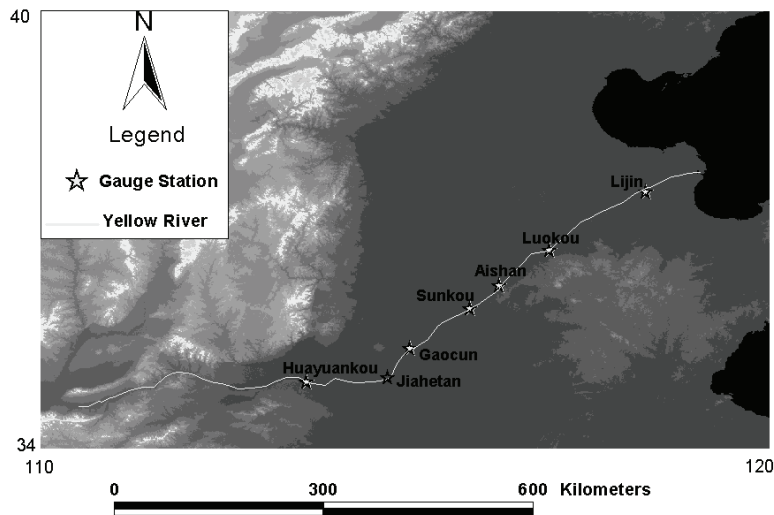 40
N
Legend
Gauge Station
Yellow River
Lijin
Luokou
Aishan
Sunkou
Gaocun
Huayuankou
Jiahetan
34
110
120
0 300 600 Kilometers